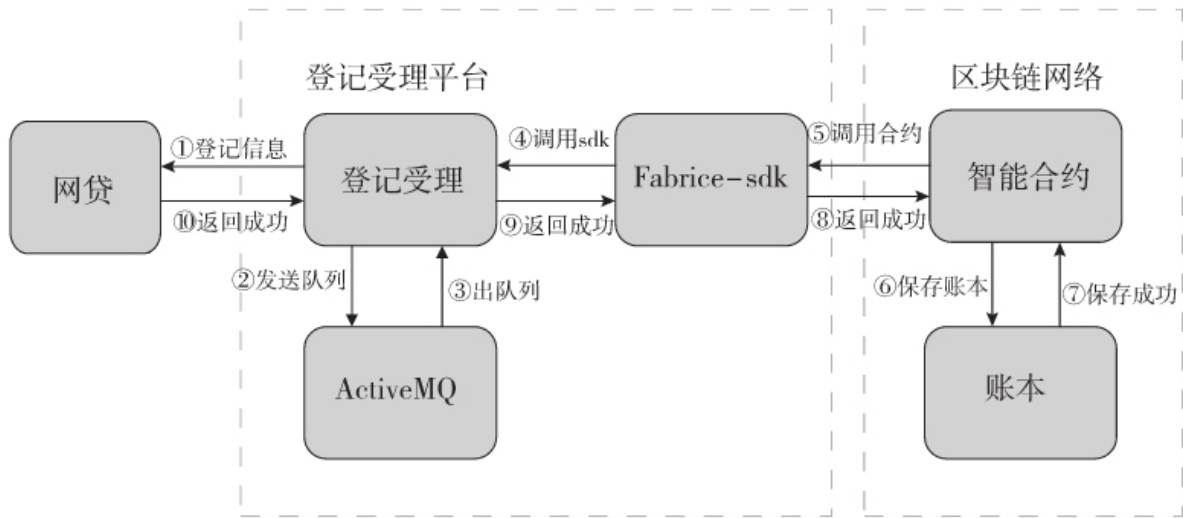 登记受理平台
区块链网络
①登记信息
④调用sdk
⑤调用合约
网贷
登记受理
Fabrice-sdk
智能合约
⑩返回成功
⑨返回成功
⑧返回成功
②发送队列
③出队列
⑥保存账本
⑦保存成功
ActiveMQ
账本